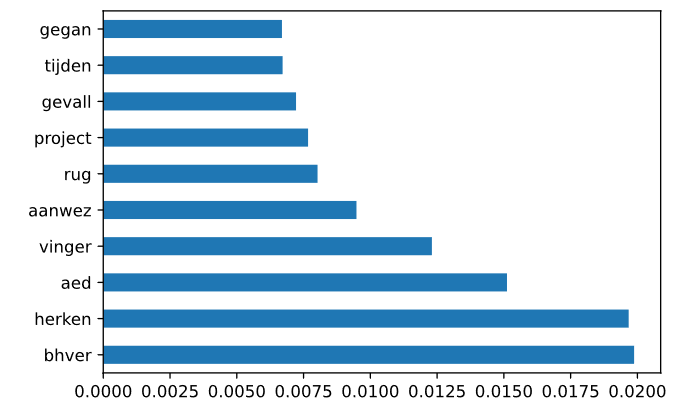 gegan
tijden
gevall
project
rug
aanwez
vinger
aed
herken
bhver
0.0000 0.0025 0.0050 0.0075 0.0100 0.0125 0.0150 0.0175 0.0200